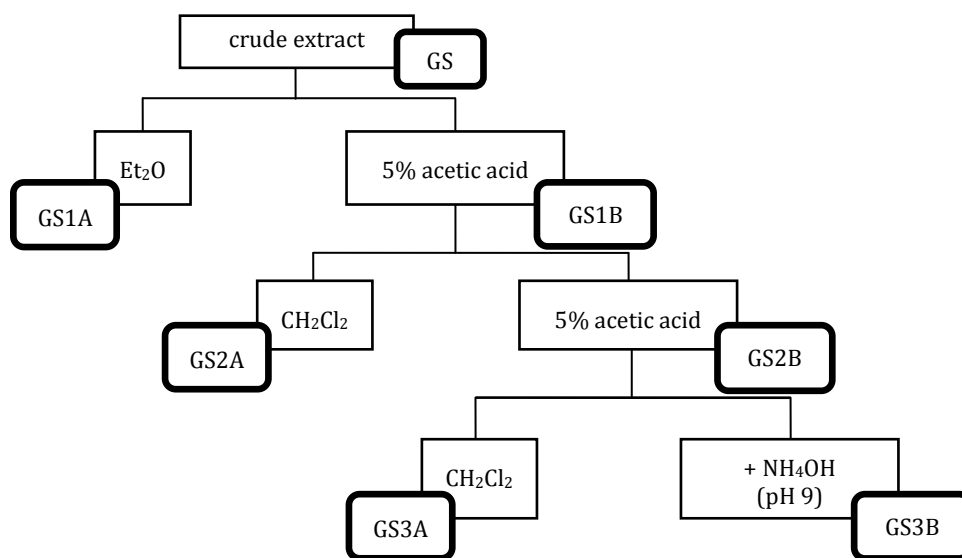 crude extract
GS
Et₂O
GS1A
5% acetic acid
GS1B
CH₂Cl₂
GS2A
5% acetic acid
GS2B
CH₂Cl₂
GS3A
+ NH₄OH
(pH 9)
GS3B